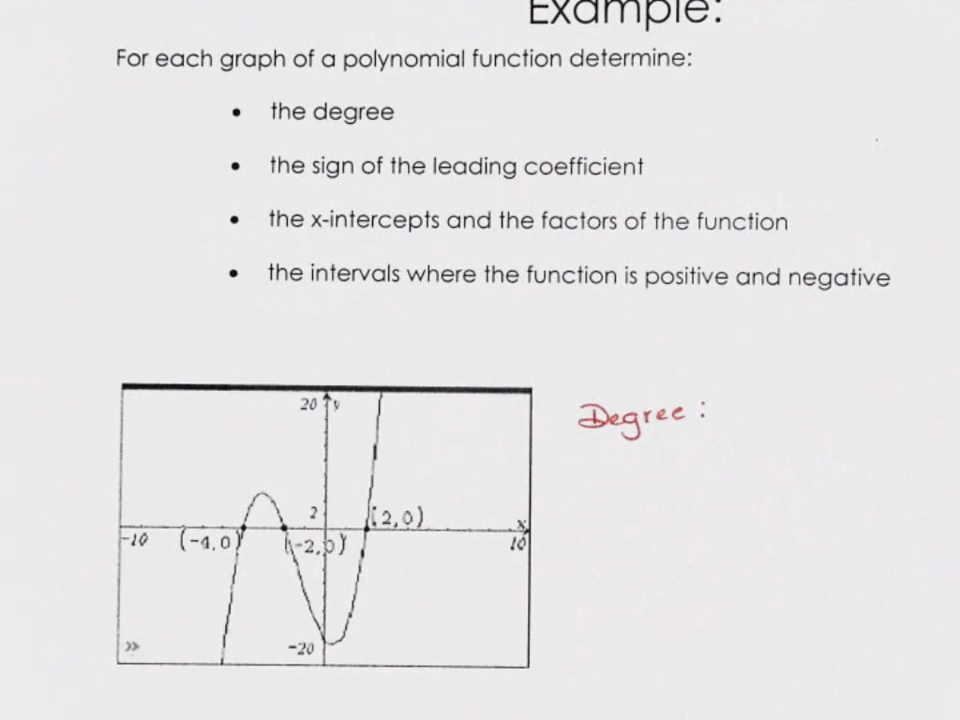 Example:
For each graph of a polynomial function determine:
• the degree
• the sign of the leading coefficient
• the x-intercepts and the factors of the function
• the intervals where the function is positive and negative
20 y
Degree :
2 (2,0)
-10 (-4,0) (-2,0) x 10
» -20